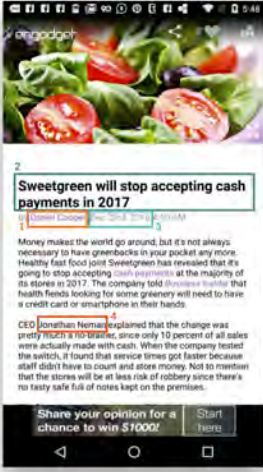 5:46
engadget
2
Sweetgreen will stop accepting cash
payments in 2017
by Daniel Cooper
1 3
Money makes the world go around, but it's not always
necessary to have greenbacks in your pocket any more.
Healthy fast food joint Sweetgreen has revealed that it's
going to stop accepting cash payments at the majority of
its stores in 2017. The company told Business Insider that
health fiends looking for some greenery will need to have
a credit card or smartphone in their hands.
4
CEO Jonathan Neman explained that the change was
pretty much a no-brainer, since only 10 percent of all sales
were actually made with cash. When the company tested
the switch, it found that service times got faster because
staff didn't have to count and store money. Not to mention
that the stores will be at less risk of robbery since there's
no tasty safe full of notes kept on the premises.
Share your opinion for a
chance to win $1000!
Start
here